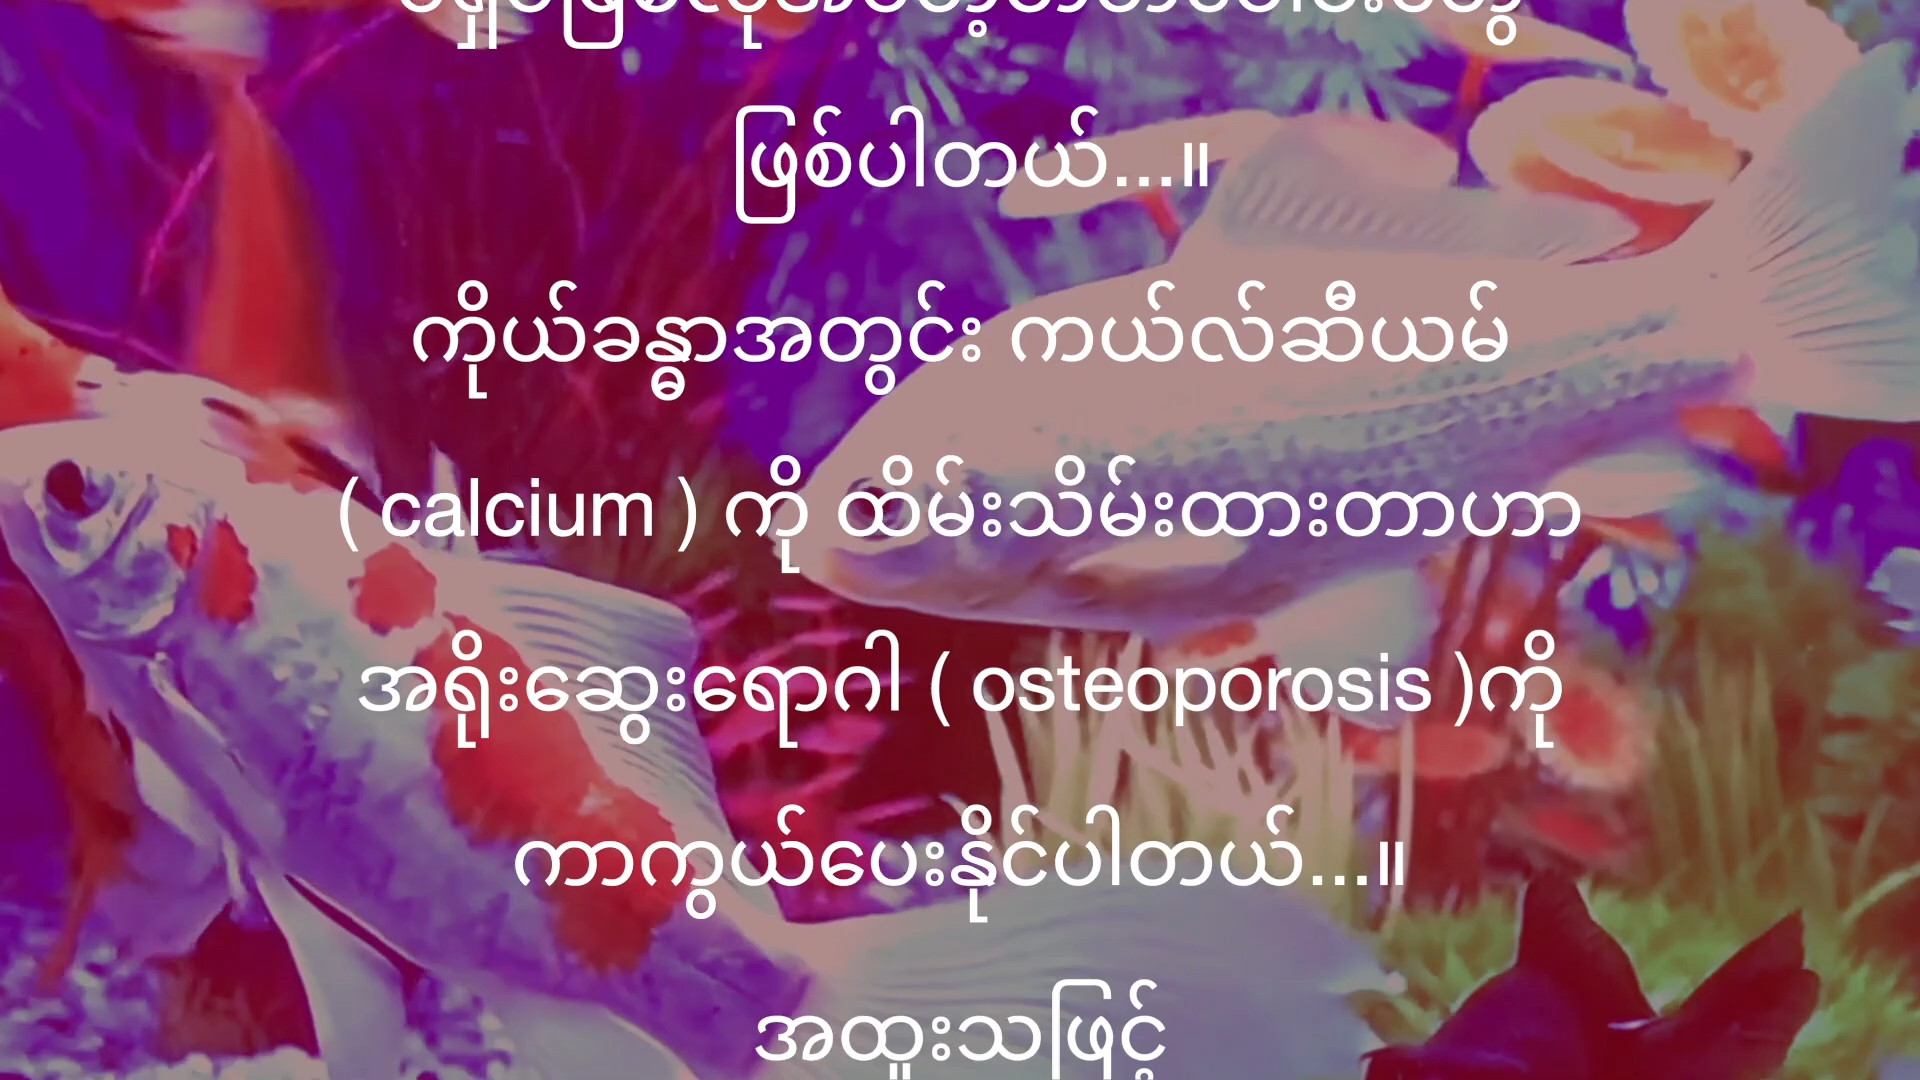 ဖြစ်ပါတယ်...။
ကိုယ်ခန္ဓာအတွင်း ကယ်လ်ဆီယမ်
( calcium ) ကို ထိမ်းသိမ်းထားတာဟာ
အရိုးဆွေးရောဂါ ( osteoporosis )ကို
ကာကွယ်ပေးနိုင်ပါတယ်...။
အထူးသဖြင့်